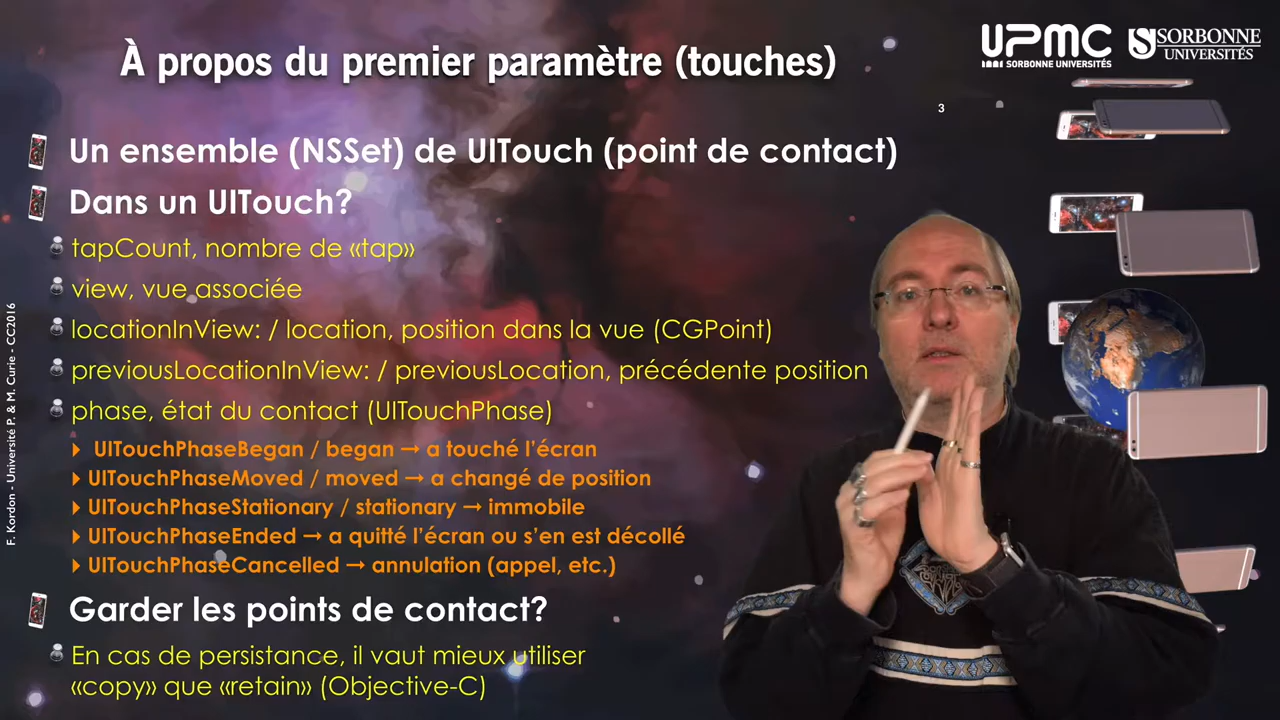 À propos du premier paramètre (touches)
UPMC
SORBONNE UNIVERSITÉS
SORBONNE
UNIVERSITÉS
3
Un ensemble (NSSet) de UITouch (point de contact)
Dans un UITouch?
tapCount, nombre de «tap»
view, vue associée
locationInView: / location, position dans la vue (CGPoint)
previousLocationInView: / previousLocation, précédente position
phase, état du contact (UITouchPhase)
UITouchPhaseBegan / began → a touché l'écran
UITouchPhaseMoved / moved → a changé de position
UITouchPhaseStationary / stationary → immobile
UITouchPhaseEnded → a quitté l'écran ou s'en est décollé
UITouchPhaseCancelled → annulation (appel, etc.)
Garder les points de contact?
En cas de persistance, il vaut mieux utiliser
«copy» que «retain» (Objective-C)
F. Kordon - Université P. & M. Curie - CC2016